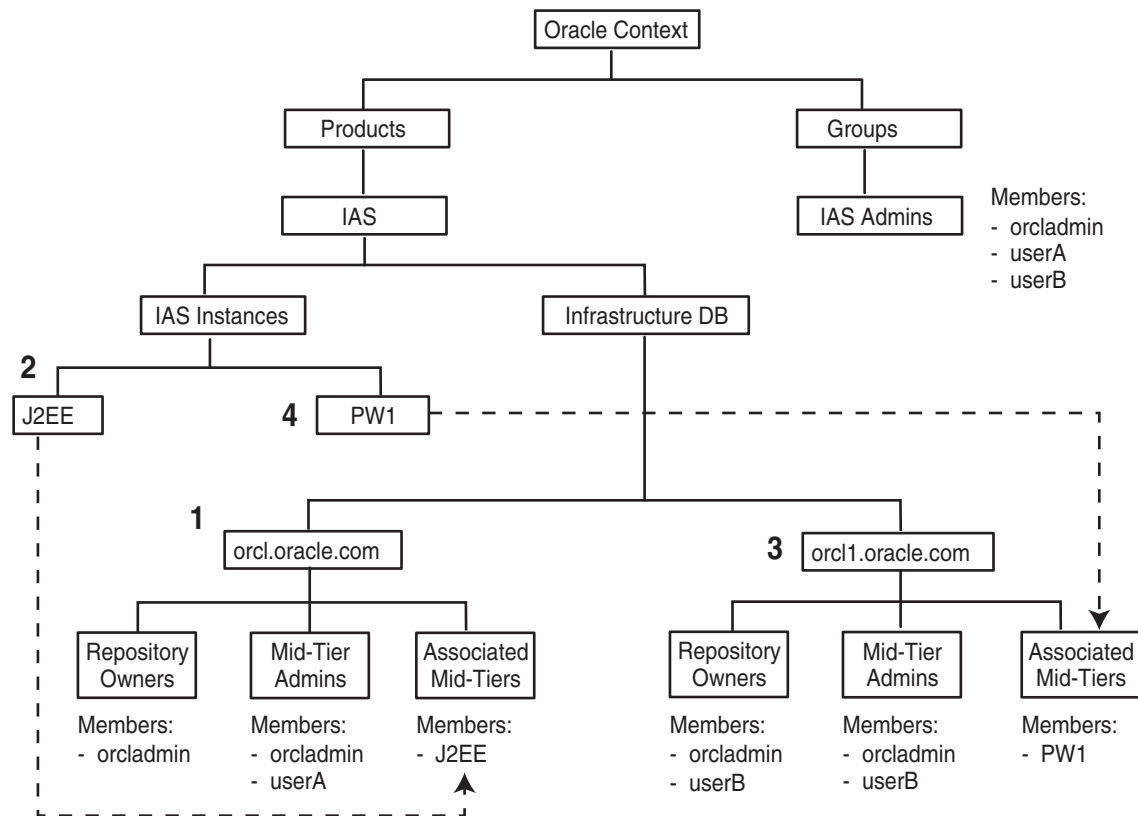 Oracle Context
Products
Groups
IAS
IAS Admins
Members:
- orcladmin
- userA
- userB
IAS Instances
Infrastructure DB
2
J2EE
4
PW1
1
orcl.oracle.com
3
orcl1.oracle.com
Repository
Owners
Mid-Tier
Admins
Associated
Mid-Tiers
Repository
Owners
Mid-Tier
Admins
Associated
Mid-Tiers
Members:
- orcladmin
Members:
- orcladmin
- userA
Members:
- J2EE
Members:
- orcladmin
- userB
Members:
- orcladmin
- userB
Members:
- PW1